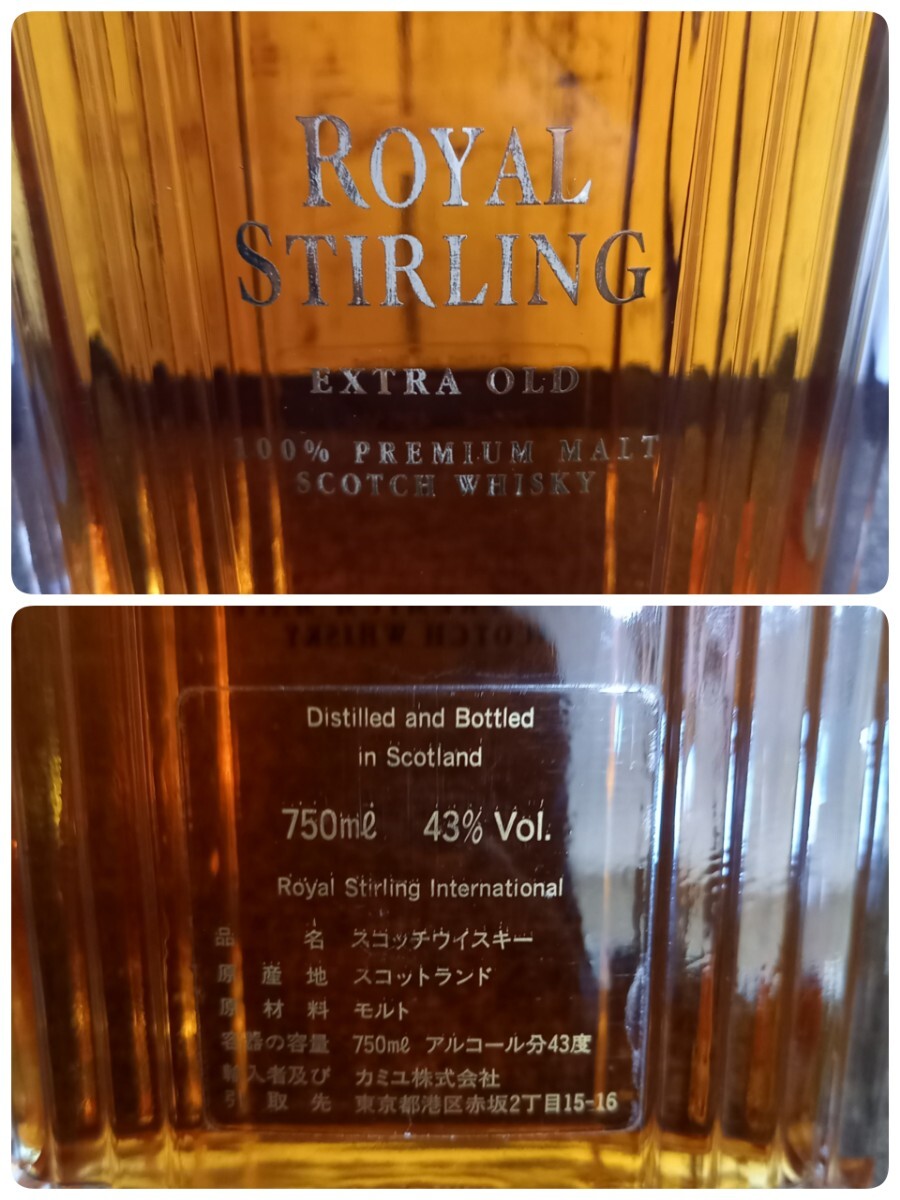 ROYAL
STIRLING
EXTRA OLD
100% PREMIUM MALT
SCOTCH WHISKY
SCOTCH WHISKY
Distilled and Bottled
in Scotland
750mℓ 43% Vol.
Royal Stirling International
品名 スコッチウイスキー
原産地 スコットランド
原材料 モルト
容器の容量 750mℓ アルコール分43度
輸入者及び カミユ株式会社
引取先 東京都港区赤坂2丁目15-16